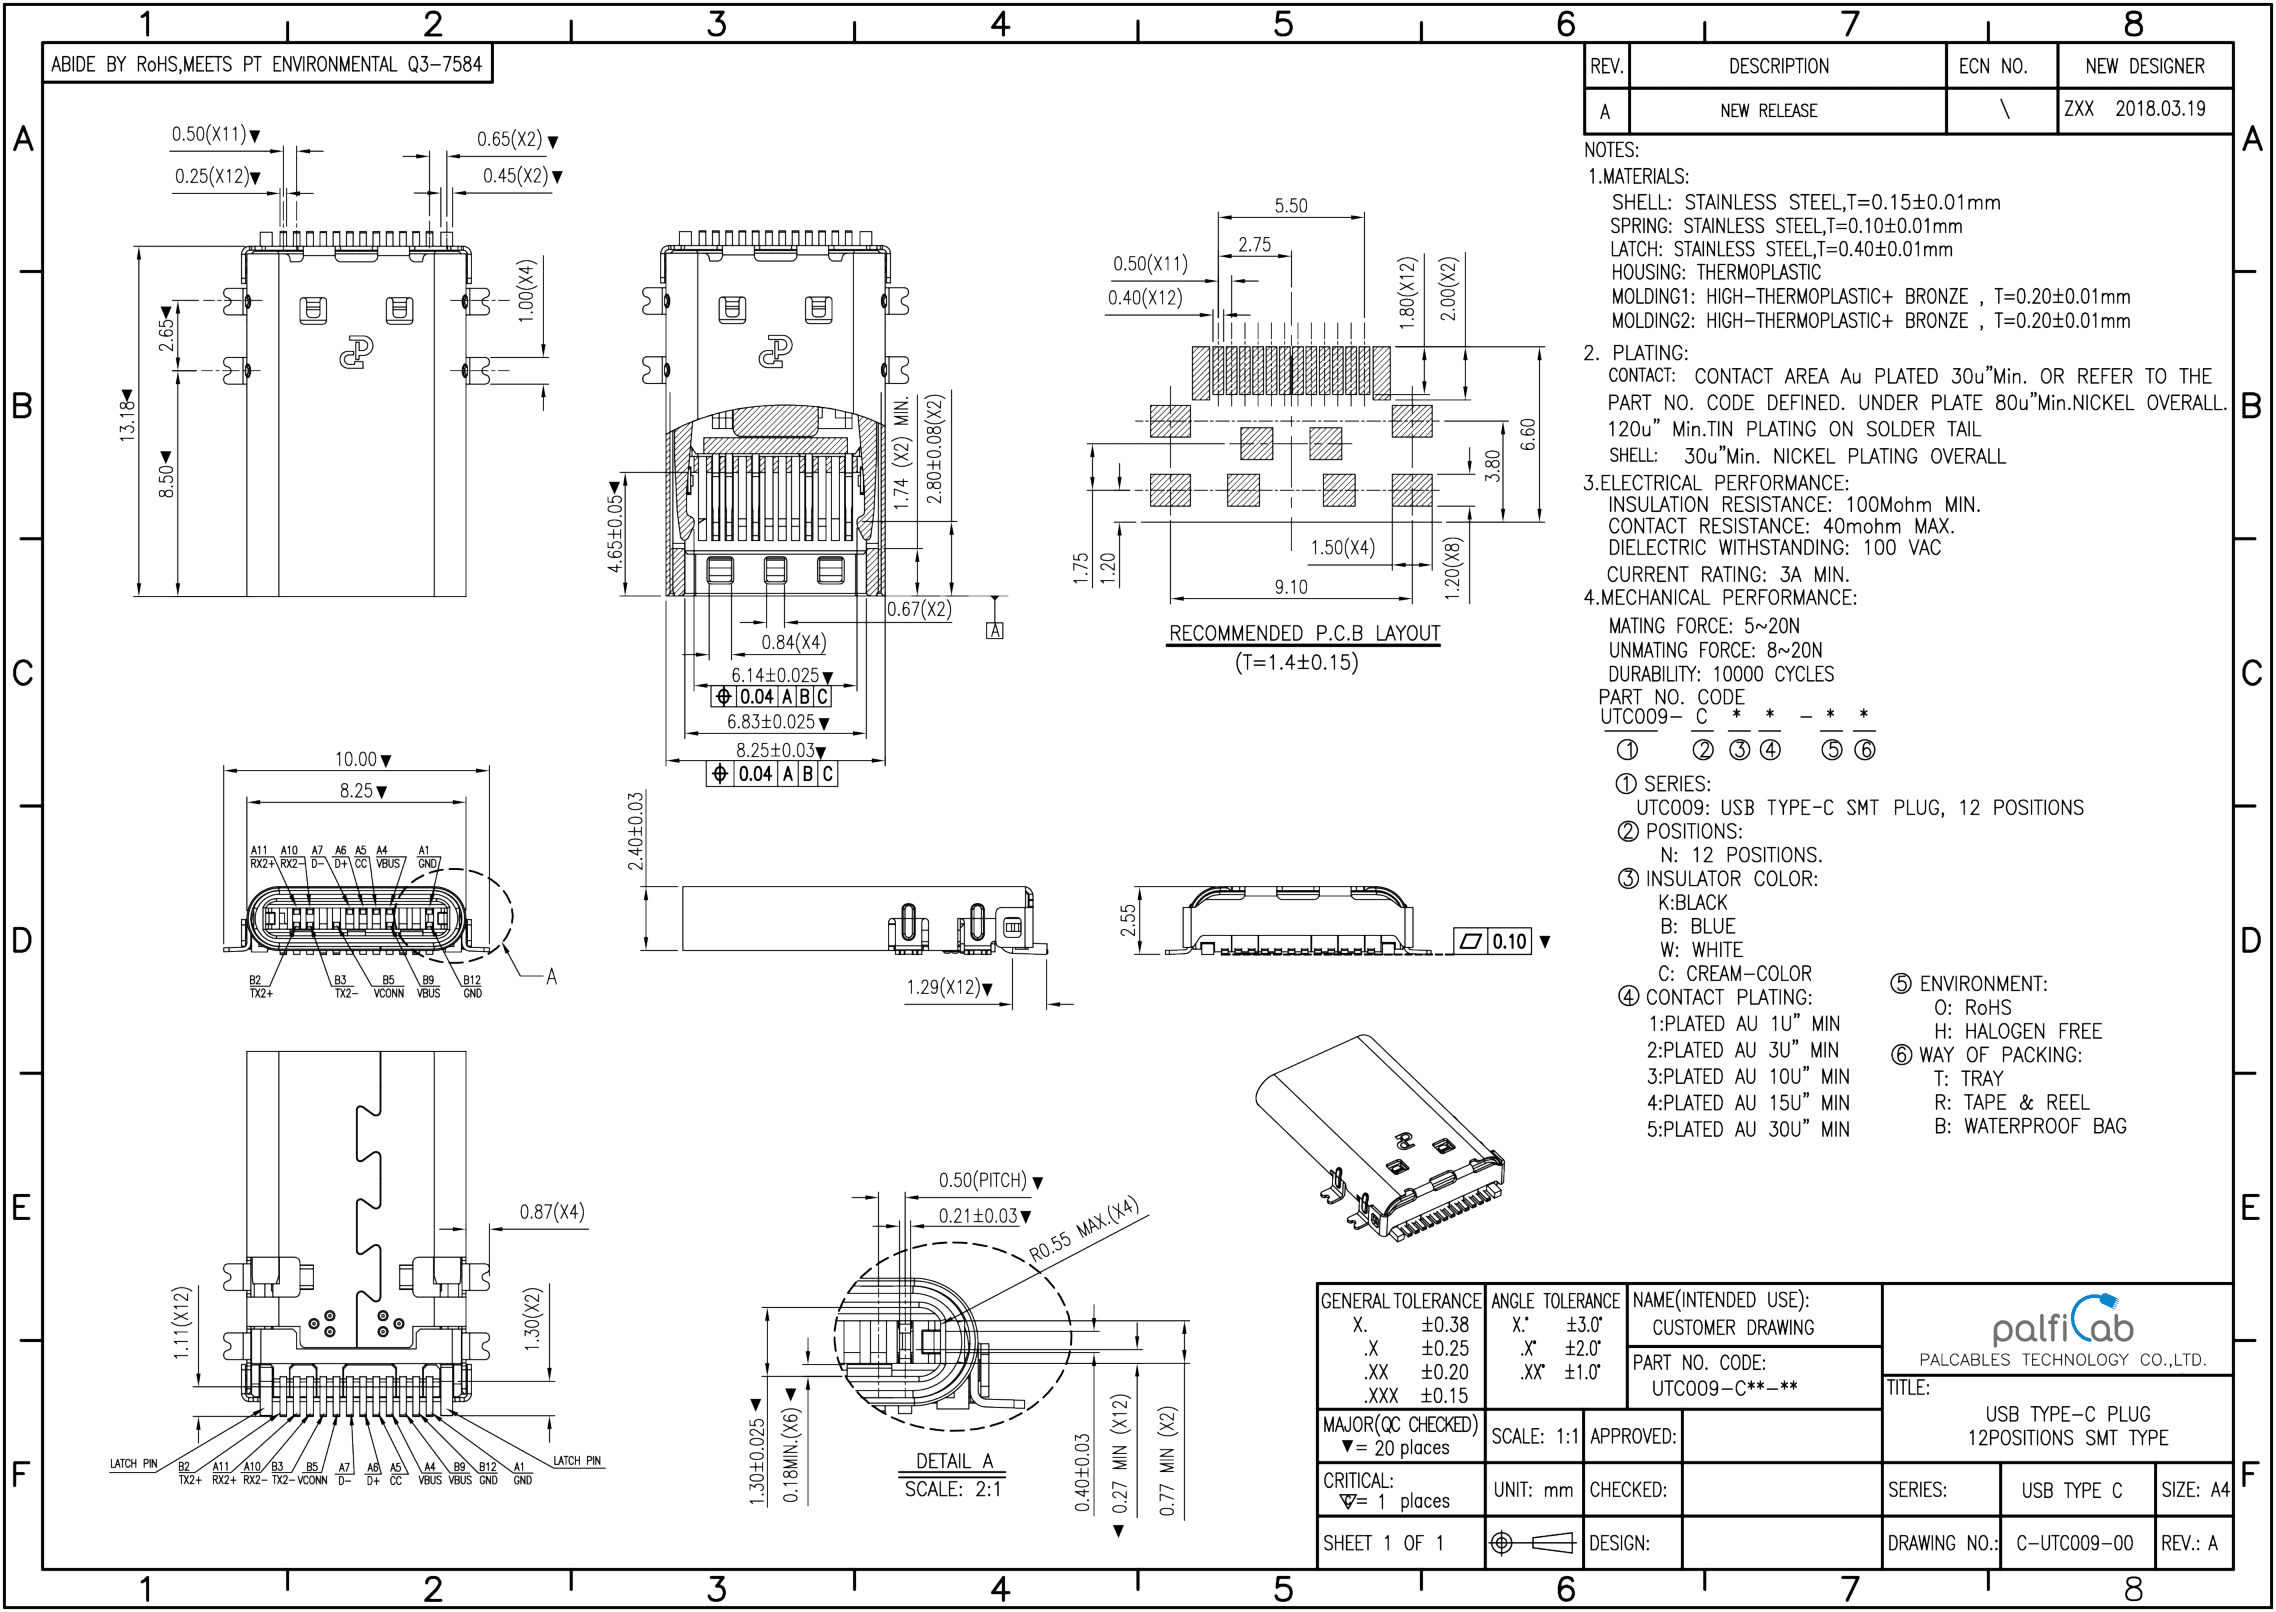 1 2 3 4 5 6 7 8
ABIDE BY RoHS,MEETS PT ENVIRONMENTAL Q3-7584
REV. DESCRIPTION ECN NO. NEW DESIGNER
A NEW RELEASE \ ZXX 2018.03.19
A A
B B
C C
D D
E E
F F
0.50(X11)▼
0.25(X12)▼
0.65(X2)▼
0.45(X2)▼
1.00(X4)
2.65▼
13.18▼
8.50▼
4.65±0.05▼
1.74 (X2) MIN.
2.80±0.08(X2)
0.67(X2)
A
0.84(X4)
6.14±0.025▼
⌖ 0.04 A B C
6.83±0.025▼
8.25±0.03▼
⌖ 0.04 A B C
5.50
2.75
0.50(X11)
0.40(X12)
1.80(X12)
2.00(X2)
6.60
3.80
1.75
1.20
1.50(X4)
1.20(X8)
9.10
RECOMMENDED P.C.B LAYOUT
(T=1.4±0.15)
NOTES:
1.MATERIALS:
SHELL: STAINLESS STEEL,T=0.15±0.01mm
SPRING: STAINLESS STEEL,T=0.10±0.01mm
LATCH: STAINLESS STEEL,T=0.40±0.01mm
HOUSING: THERMOPLASTIC
MOLDING1: HIGH-THERMOPLASTIC+ BRONZE , T=0.20±0.01mm
MOLDING2: HIGH-THERMOPLASTIC+ BRONZE , T=0.20±0.01mm
2. PLATING:
CONTACT: CONTACT AREA Au PLATED 30u"Min. OR REFER TO THE
PART NO. CODE DEFINED. UNDER PLATE 80u"Min.NICKEL OVERALL.
120u" Min.TIN PLATING ON SOLDER TAIL
SHELL: 30u"Min. NICKEL PLATING OVERALL
3.ELECTRICAL PERFORMANCE:
INSULATION RESISTANCE: 100Mohm MIN.
CONTACT RESISTANCE: 40mohm MAX.
DIELECTRIC WITHSTANDING: 100 VAC
CURRENT RATING: 3A MIN.
4.MECHANICAL PERFORMANCE:
MATING FORCE: 5~20N
UNMATING FORCE: 8~20N
DURABILITY: 10000 CYCLES
PART NO. CODE
UTC009- C * * - * *
① ② ③ ④ ⑤ ⑥
① SERIES:
UTC009: USB TYPE-C SMT PLUG, 12 POSITIONS
② POSITIONS:
N: 12 POSITIONS.
③ INSULATOR COLOR:
K:BLACK
B: BLUE
W: WHITE
C: CREAM-COLOR
④ CONTACT PLATING:
1:PLATED AU 1U" MIN
2:PLATED AU 3U" MIN
3:PLATED AU 10U" MIN
4:PLATED AU 15U" MIN
5:PLATED AU 30U" MIN
⑤ ENVIRONMENT:
O: RoHS
H: HALOGEN FREE
⑥ WAY OF PACKING:
T: TRAY
R: TAPE & REEL
B: WATERPROOF BAG
10.00▼
8.25▼
A11 A10 A7 A6 A5 A4 A1
RX2+ RX2- D- D+ CC VBUS GND
B2 B3 B5 B9 B12
TX2+ TX2- VCONN VBUS GND
A
2.40±0.03
1.29(X12)▼
2.55
⏥ 0.10 ▼
0.87(X4)
1.11(X12)
1.30(X2)
LATCH PIN
B2 A11 A10 B3 B5 A7 A6 A5 A4 B9 B12 A1
TX2+ RX2+ RX2- TX2- VCONN D- D+ CC VBUS VBUS GND GND
LATCH PIN
0.50(PITCH)▼
0.21±0.03▼
R0.55 MAX.(X4)
1.30±0.025▼
0.18MIN.(X6)▼
0.40±0.03
▼0.27 MIN (X12)
0.77 MIN (X2)
DETAIL A
SCALE: 2:1
GENERAL TOLERANCE
X. ±0.38
.X ±0.25
.XX ±0.20
.XXX ±0.15
ANGLE TOLERANCE
X.° ±3.0°
.X° ±2.0°
.XX° ±1.0°
NAME(INTENDED USE):
CUSTOMER DRAWING
PART NO. CODE:
UTC009-C**-**
palfiCab
PALCABLES TECHNOLOGY CO.,LTD.
TITLE:
USB TYPE-C PLUG
12POSITIONS SMT TYPE
MAJOR(QC CHECKED)
▼= 20 places
SCALE: 1:1
APPROVED:
CRITICAL:
= 1 places
UNIT: mm
CHECKED:
SERIES: USB TYPE C SIZE: A4
SHEET 1 OF 1
DESIGN:
DRAWING NO.: C-UTC009-00 REV.: A
1 2 3 4 5 6 7 8